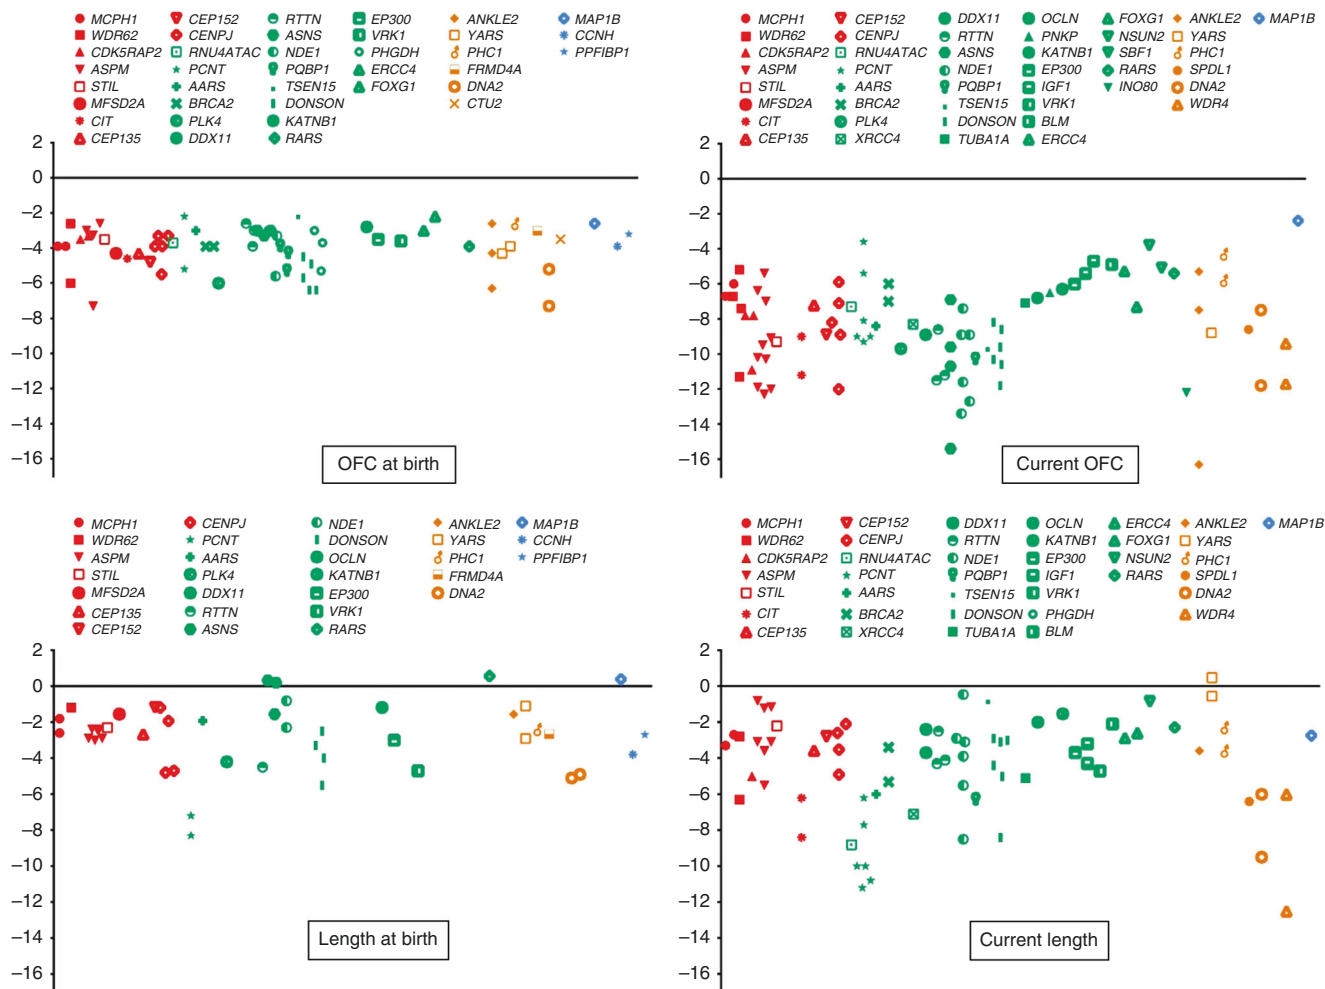 MCPH1 CEP152 RTTN EP300 ANKLE2 MAP1B
WDR62 CENPJ ASNS VRK1 YARS CCNH
CDK5RAP2 RNU4ATAC NDE1 PHGDH PHC1 PPFIBP1
ASPM PCNT PQBP1 ERCC4 FRMD4A
STIL AARS TSEN15 FOXG1 DNA2
MFSD2A BRCA2 DONSON CTU2
CIT PLK4 KATNB1
CEP135 DDX11 RARS
2
0
−2
−4
−6
−8
−10
−12
−14
−16
OFC at birth
MCPH1 CEP152 DDX11 OCLN FOXG1 ANKLE2 MAP1B
WDR62 CENPJ RTTN PNKP NSUN2 YARS
CDK5RAP2 RNU4ATAC ASNS KATNB1 SBF1 PHC1
ASPM PCNT NDE1 EP300 RARS SPDL1
STIL AARS PQBP1 IGF1 INO80 DNA2
MFSD2A BRCA2 TSEN15 VRK1 WDR4
CIT PLK4 DONSON BLM
CEP135 XRCC4 TUBA1A ERCC4
2
0
−2
−4
−6
−8
−10
−12
−14
−16
Current OFC
MCPH1 CENPJ NDE1 ANKLE2 MAP1B
WDR62 PCNT DONSON YARS CCNH
ASPM AARS OCLN PHC1 PPFIBP1
STIL PLK4 KATNB1 FRMD4A
MFSD2A DDX11 EP300 DNA2
CEP135 RTTN VRK1
CEP152 ASNS RARS
2
0
−2
−4
−6
−8
−10
−12
−14
−16
Length at birth
MCPH1 CEP152 DDX11 OCLN ERCC4 ANKLE2 MAP1B
WDR62 CENPJ RTTN KATNB1 FOXG1 YARS
CDK5RAP2 RNU4ATAC NDE1 EP300 NSUN2 PHC1
ASPM PCNT PQBP1 IGF1 RARS SPDL1
STIL AARS TSEN15 VRK1 DNA2
CIT BRCA2 DONSON PHGDH WDR4
CEP135 XRCC4 TUBA1A BLM
2
0
−2
−4
−6
−8
−10
−12
−14
−16
Current length